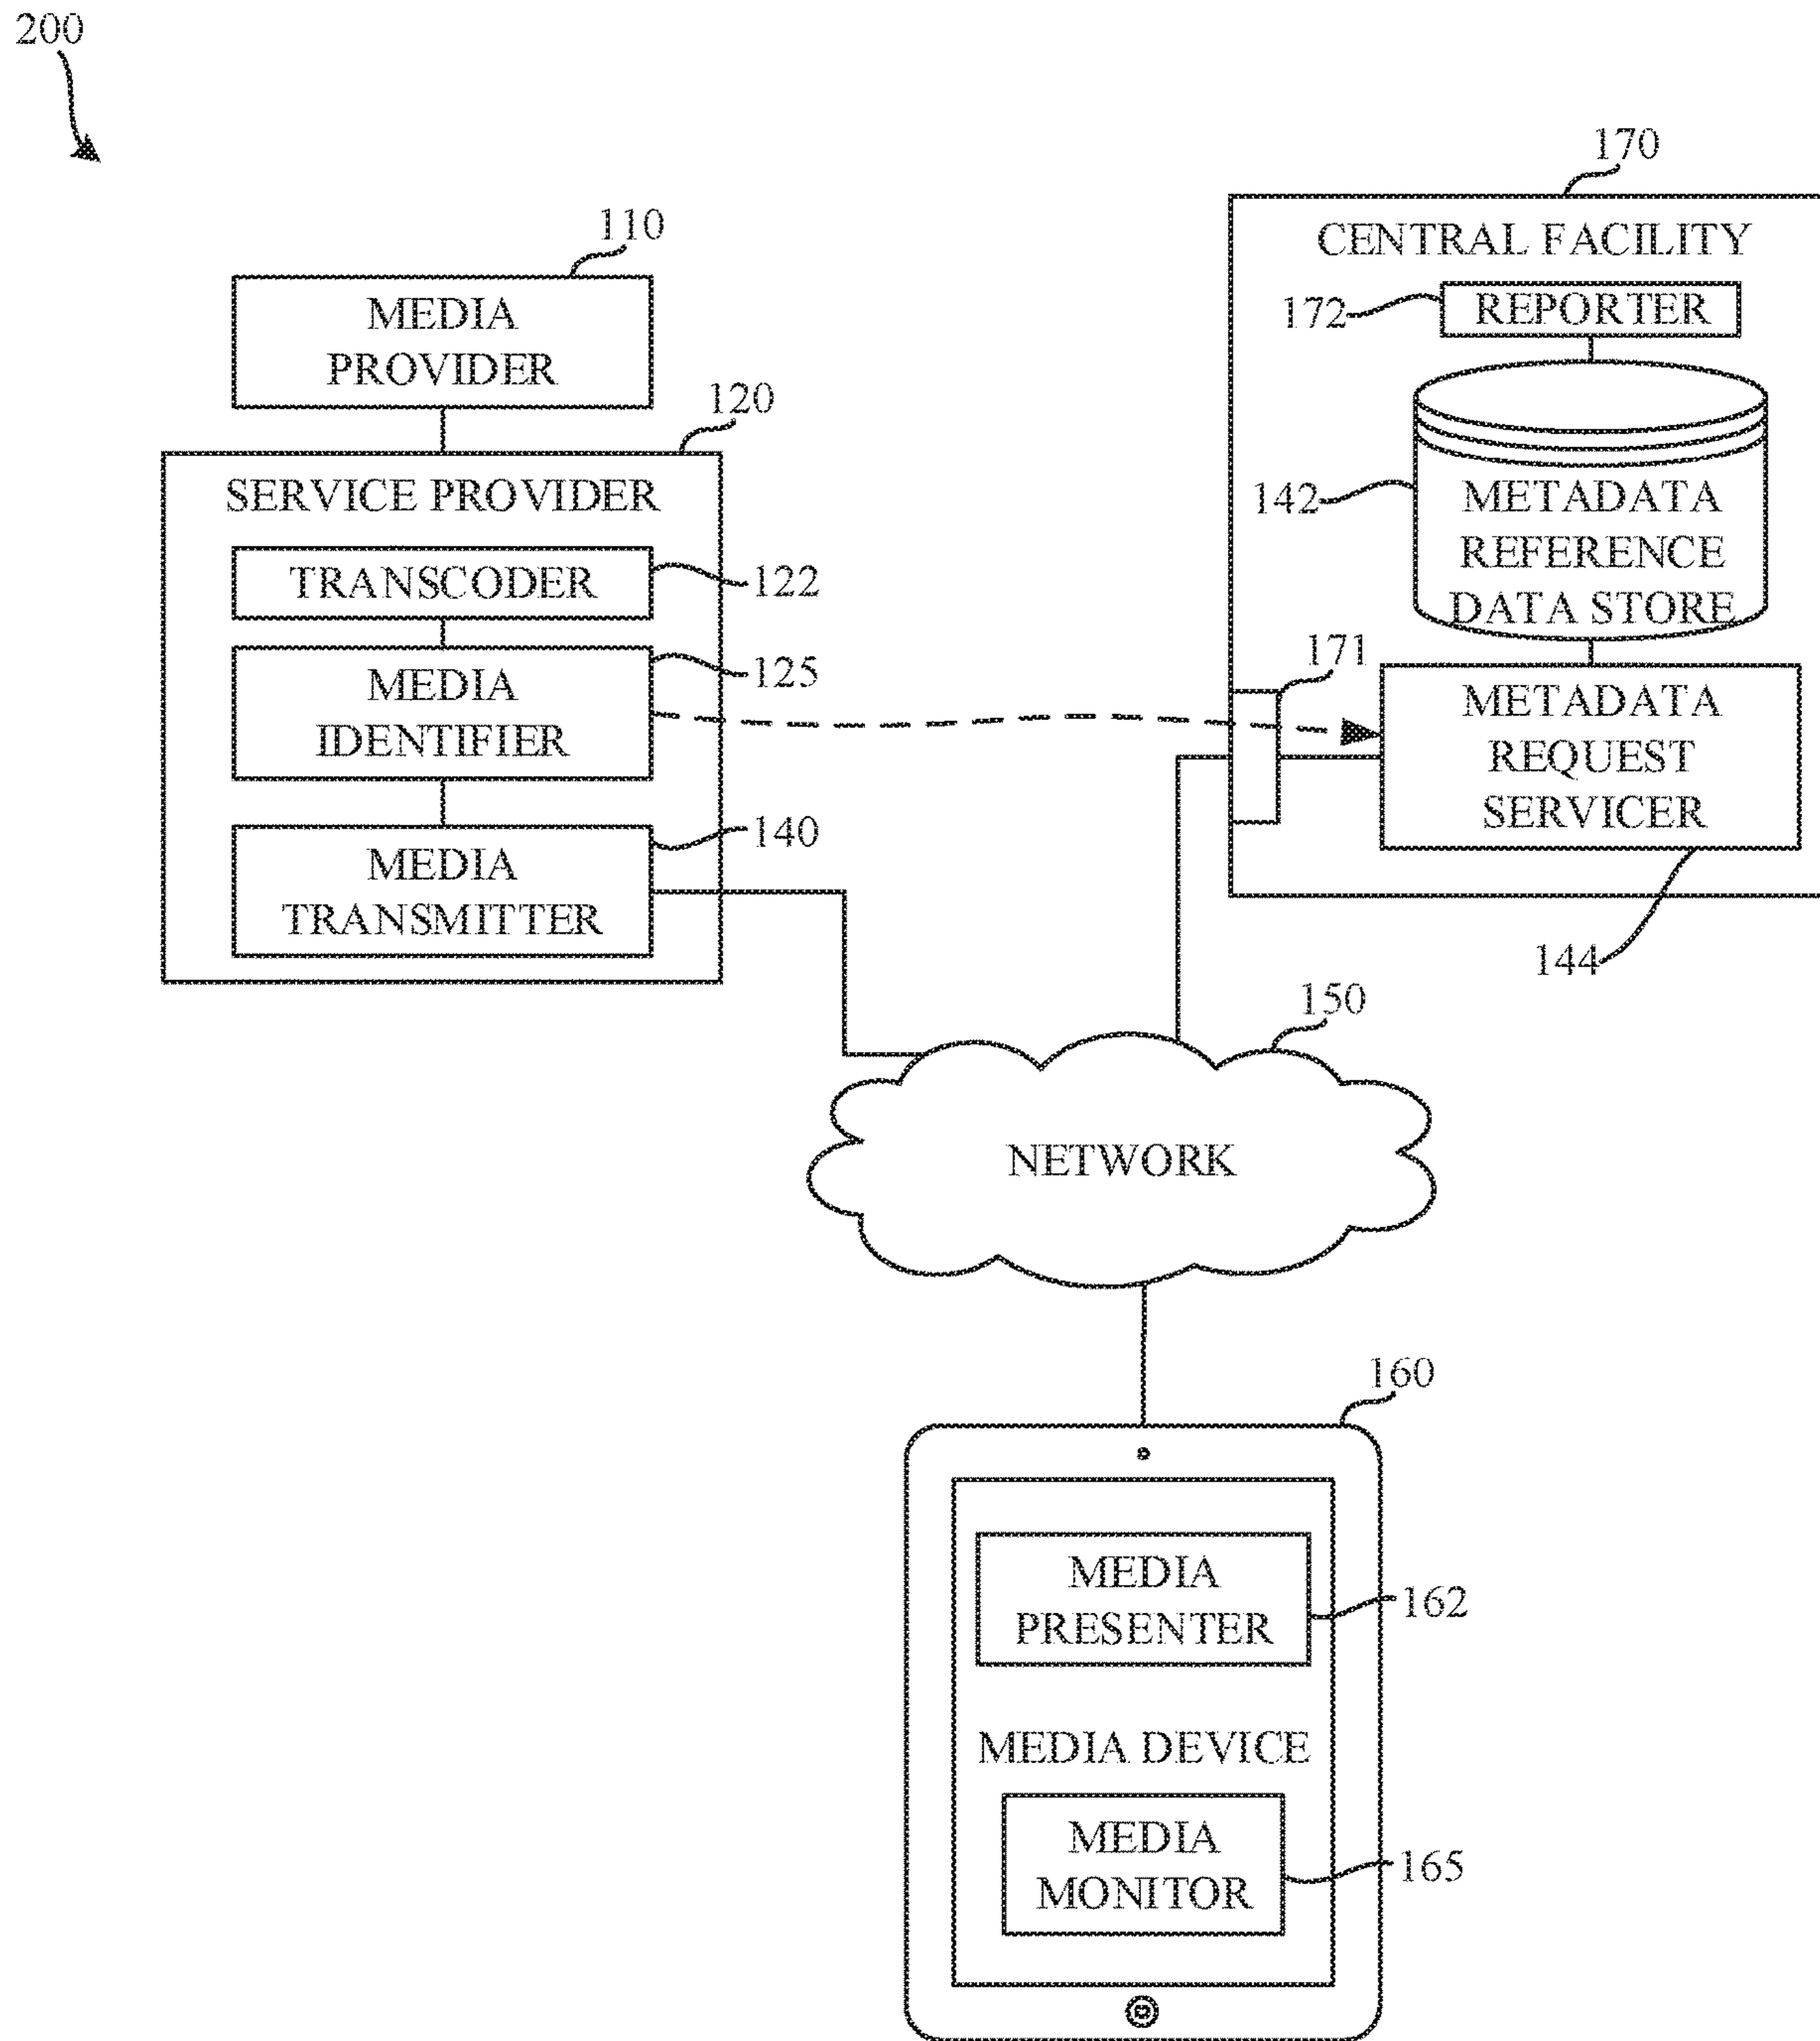 200
110
MEDIA
PROVIDER
120
SERVICE PROVIDER
TRANSCODER
122
MEDIA
IDENTIFIER
125
MEDIA
TRANSMITTER
140
170
CENTRAL FACILITY
REPORTER
172
METADATA
REFERENCE
DATA STORE
142
171
METADATA
REQUEST
SERVICER
144
150
NETWORK
160
MEDIA
PRESENTER
162
MEDIA DEVICE
MEDIA
MONITOR
165